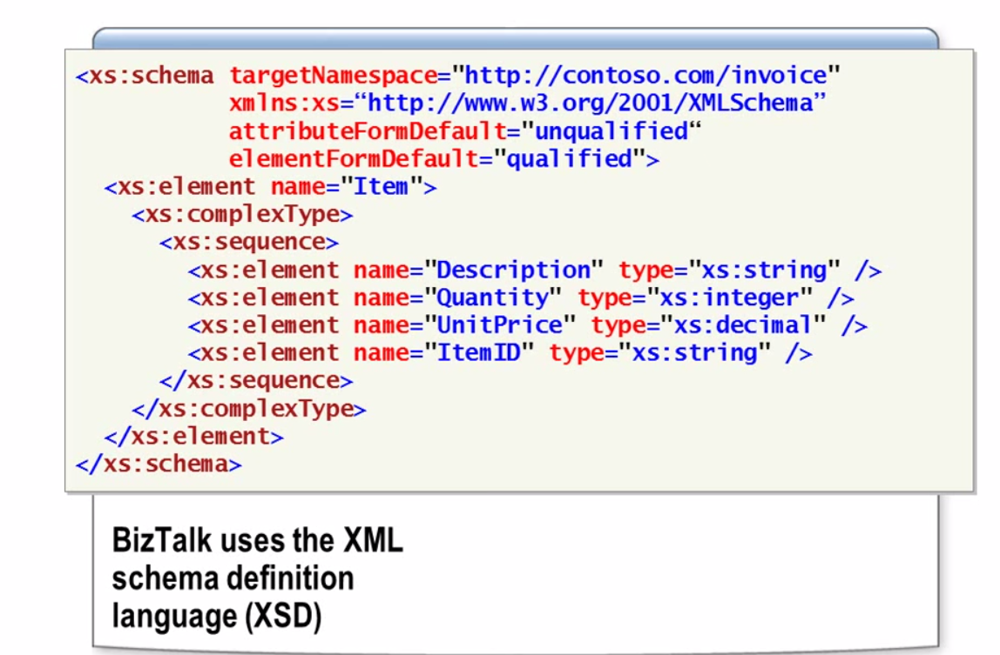 <xs:schema targetNamespace="http://contoso.com/invoice"
xmlns:xs=“http://www.w3.org/2001/XMLSchema”
attributeFormDefault="unqualified“
elementFormDefault="qualified">
<xs:element name="Item">
<xs:complexType>
<xs:sequence>
<xs:element name="Description" type="xs:string" />
<xs:element name="Quantity" type="xs:integer" />
<xs:element name="UnitPrice" type="xs:decimal" />
<xs:element name="ItemID" type="xs:string" />
</xs:sequence>
</xs:complexType>
</xs:element>
</xs:schema>
BizTalk uses the XML
schema definition
language (XSD)